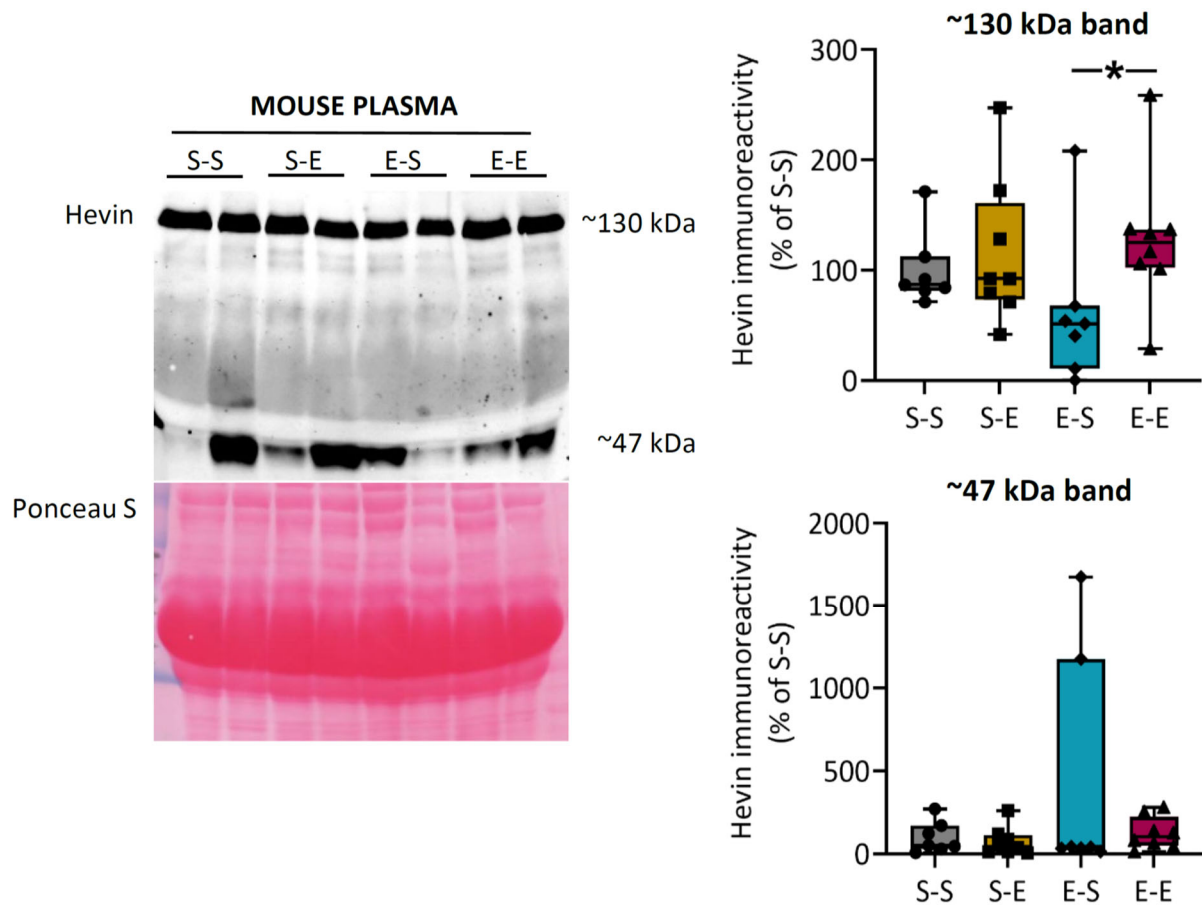 MOUSE PLASMA
S-S S-E E-S E-E
Hevin
~130 kDa
~47 kDa
Ponceau S
~130 kDa band
Hevin immunoreactivity
(% of S-S)
300
200
100
0
*
S-S S-E E-S E-E
~47 kDa band
Hevin immunoreactivity
(% of S-S)
2000
1500
1000
500
0
S-S S-E E-S E-E